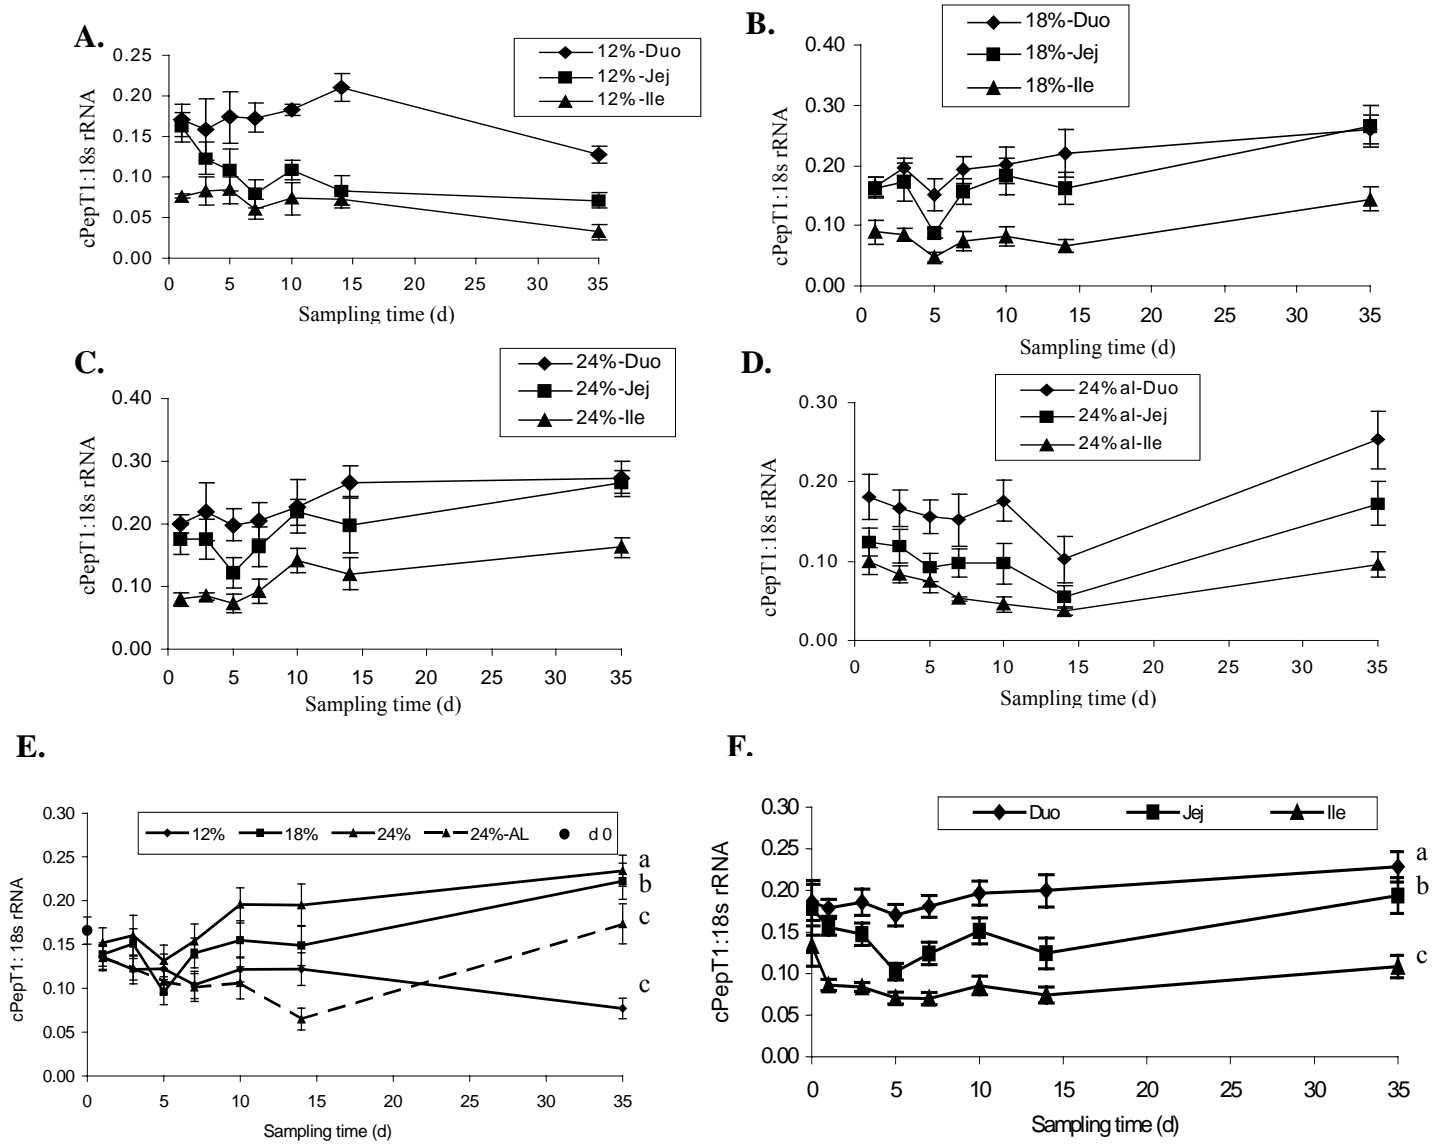 A.
12%-Duo
12%-Jej
12%-Ile
0.25
0.20
0.15
0.10
0.05
0.00
cPepT1:18s rRNA
0 5 10 15 20 25 30 35
Sampling time (d)
B.
18%-Duo
18%-Jej
18%-Ile
0.40
0.30
0.20
0.10
0.00
cPepT1:18s rRNA
0 5 10 15 20 25 30 35
Sampling time (d)
C.
24%-Duo
24%-Jej
24%-Ile
0.40
0.30
0.20
0.10
0.00
cPepT1:18s rRNA
0 5 10 15 20 25 30 35
Sampling time (d)
D.
24%al-Duo
24%al-Jej
24%al-Ile
0.30
0.20
0.10
0.00
cPepT1:18s rRNA
0 5 10 15 20 25 30 35
Sampling time (d)
E.
12% 18% 24% 24%-AL d 0
0.30
0.25
0.20
0.15
0.10
0.05
0.00
cPepT1: 18s rRNA
a
b
c
c
0 5 10 15 20 25 30 35
Sampling time (d)
F.
Duo Jej Ile
0.30
0.25
0.20
0.15
0.10
0.05
0.00
cPepT1:18s rRNA
a
b
c
0 5 10 15 20 25 30 35
Sampling time (d)